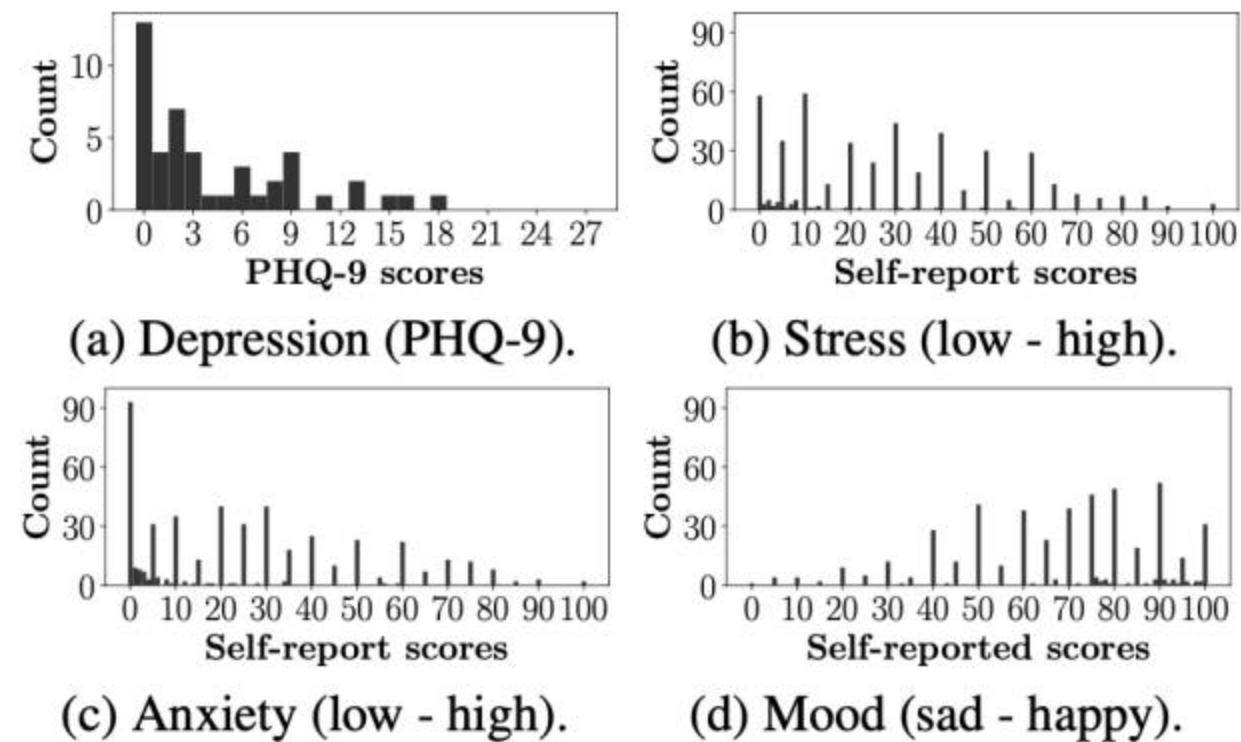 Count
10
5
0
0 3 6 9 12 15 18 21 24 27
PHQ-9 scores
(a) Depression (PHQ-9).
Count
90
60
30
0
0 10 20 30 40 50 60 70 80 90 100
Self-report scores
(b) Stress (low - high).
Count
90
60
30
0
0 10 20 30 40 50 60 70 80 90 100
Self-report scores
(c) Anxiety (low - high).
Count
90
60
30
0
0 10 20 30 40 50 60 70 80 90 100
Self-reported scores
(d) Mood (sad - happy).